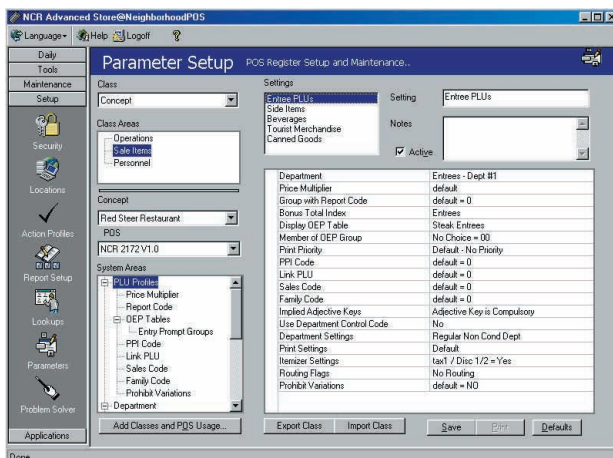 NCR Advanced Store@NeighborhoodPOS
Language Help Logoff
Daily
Tools
Maintenance
Setup
Security
Locations
Action Profiles
Report Setup
Lookups
Parameters
Problem Solver
Applications
Parameter Setup POS Register Setup and Maintenance..
Class
Concept
Class Areas
Operations
Sale Items
Personnel
Concept
Red Steer Restaurant
POS
NCR 2172 V1.0
System Areas
PLU Profiles
Price Multiplier
Report Code
OEP Tables
Entry Prompt Groups
PPI Code
Link PLU
Sales Code
Family Code
Prohibit Variations
Department
Add Classes and POS Usage...
Settings
Entree PLUs
Side Items
Beverages
Tourist Merchandise
Canned Goods
Setting Entree PLUs
Notes
Active
Department Entrees - Dept #1
Price Multiplier default
Group with Report Code default = 0
Bonus Total Index Entrees
Display OEP Table Steak Entrees
Member of OEP Group No Choice = 00
Print Priority Default - No Priority
PPI Code default = 0
Link PLU default = 0
Sales Code default = 0
Family Code default = 0
Implied Adjective Keys Adjective Key is Compulsory
Use Department Control Code No
Department Settings Regular Non Cond Dept
Print Settings Default
Itemizer Settings tax1 / Disc 1/2 = Yes
Routing Flags No Routing
Prohibit Variations default = NO
Export Class Import Class Save Print Defaults
Done